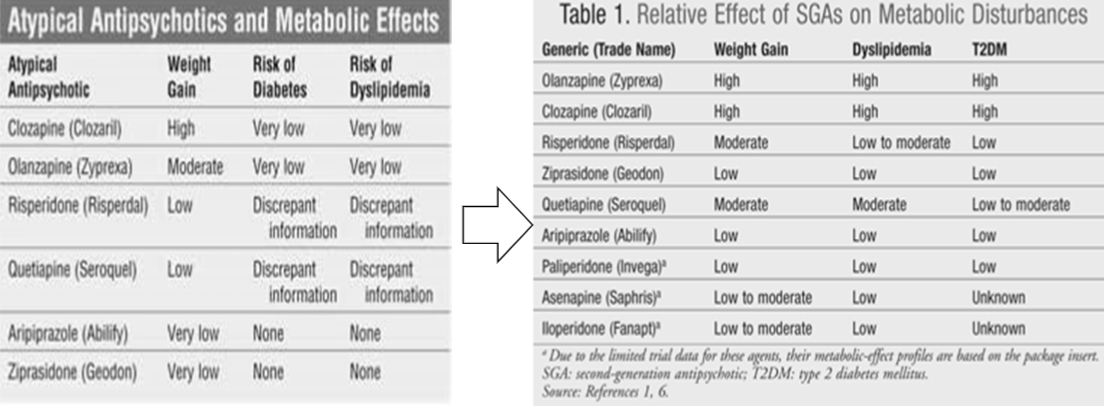 Atypical Antipsychotics and Metabolic Effects
Atypical Antipsychotic Weight Gain Risk of Diabetes Risk of Dyslipidemia
Clozapine (Clozaril) High Very low Very low
Olanzapine (Zyprexa) Moderate Very low Very low
Risperidone (Risperdal) Low Discrepant information Discrepant information
Quetiapine (Seroquel) Low Discrepant information Discrepant information
Aripiprazole (Abilify) Very low None None
Ziprasidone (Geodon) Very low None None
Table 1. Relative Effect of SGAs on Metabolic Disturbances
Generic (Trade Name) Weight Gain Dyslipidemia T2DM
Olanzapine (Zyprexa) High High High
Clozapine (Clozaril) High High High
Risperidone (Risperdal) Moderate Low to moderate Low
Ziprasidone (Geodon) Low Low Low
Quetiapine (Seroquel) Moderate Moderate Low to moderate
Aripiprazole (Abilify) Low Low Low
Paliperidone (Invega)ª Low Low Low
Asenapine (Saphris)ª Low to moderate Low Unknown
Iloperidone (Fanapt)ª Low to moderate Low Unknown
ª Due to the limited trial data for these agents, their metabolic-effect profiles are based on the package insert.
SGA: second-generation antipsychotic; T2DM: type 2 diabetes mellitus.
Source: References 1, 6.